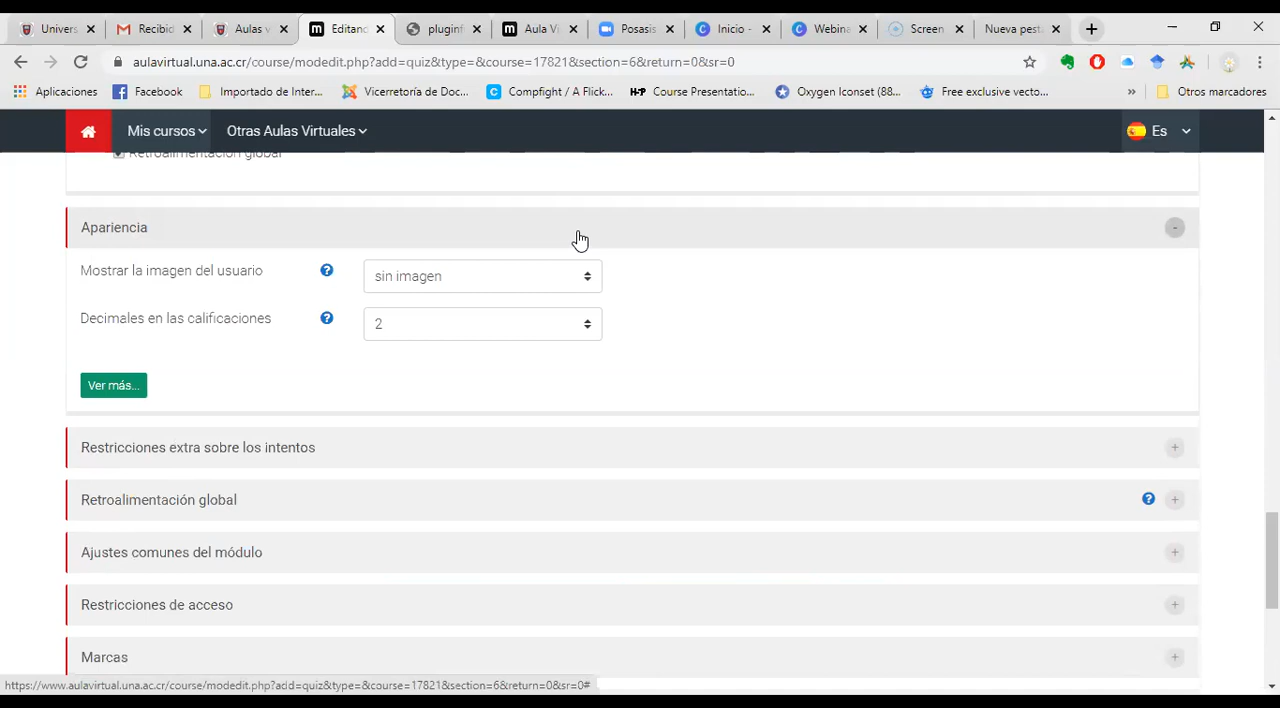 Univers
Recibid
Aulas v
Editand
pluginf
Aula Vi
Posasis
Inicio -
Webina
Screen
Nueva pest
aulavirtual.una.ac.cr/course/modedit.php?add=quiz&type=&course=17821&section=6&return=0&sr=0
Aplicaciones
Facebook
Importado de Inter...
Vicerretoría de Doc...
Compfight / A Flick...
H-P
Course Presentatio...
Oxygen Iconset (88...
Free exclusive vecto...
»
Otros marcadores
Mis cursos
Otras Aulas Virtuales
Es
Retroalimentación global
Apariencia
-
Mostrar la imagen del usuario
?
sin imagen
Decimales en las calificaciones
?
2
Ver más...
Restricciones extra sobre los intentos
+
Retroalimentación global
?
+
Ajustes comunes del módulo
+
Restricciones de acceso
+
Marcas
+
https://www.aulavirtual.una.ac.cr/course/modedit.php?add=quiz&type=&course=17821&section=6&return=0&sr=0#